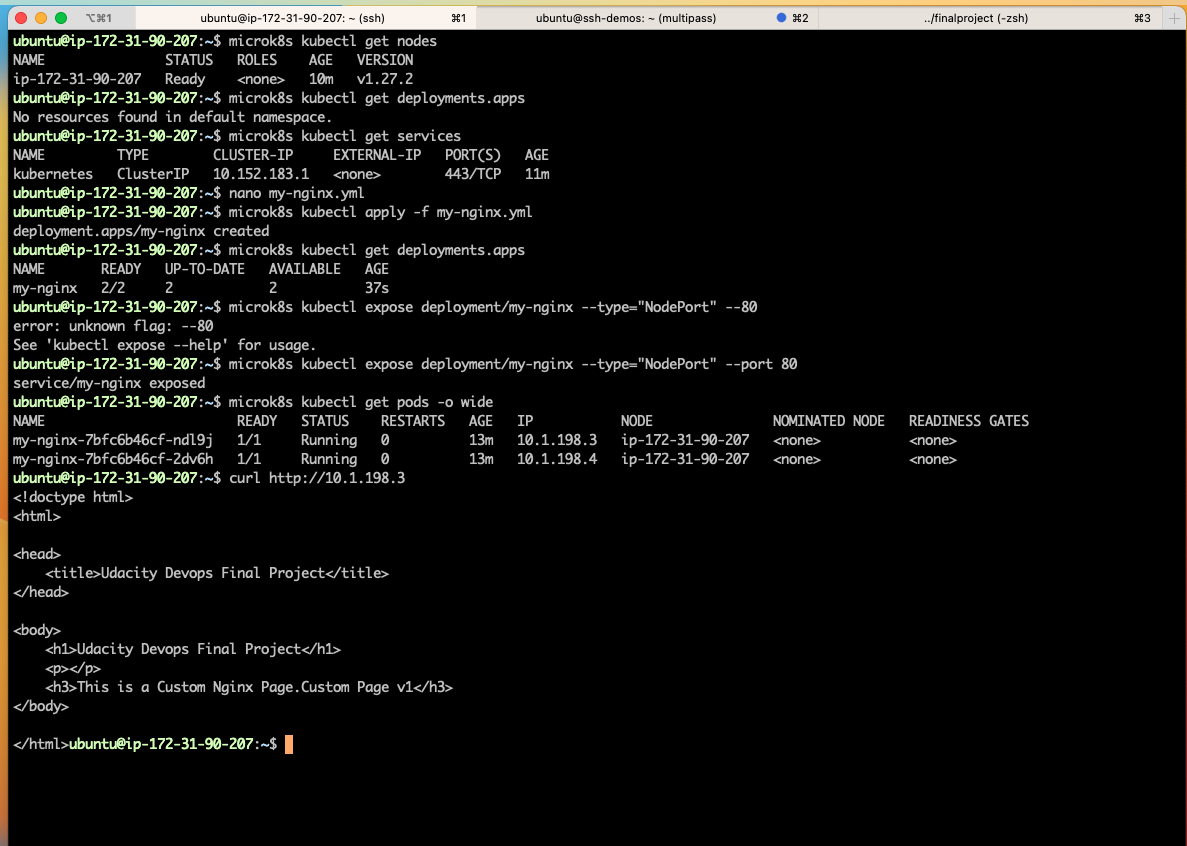 ⌥⌘1 ubuntu@ip-172-31-90-207: ~ (ssh) ⌘1 ubuntu@ssh-demos: ~ (multipass) ⌘2 ../finalproject (-zsh) ⌘3
ubuntu@ip-172-31-90-207:~$ microk8s kubectl get nodes
NAME STATUS ROLES AGE VERSION
ip-172-31-90-207 Ready <none> 10m v1.27.2
ubuntu@ip-172-31-90-207:~$ microk8s kubectl get deployments.apps
No resources found in default namespace.
ubuntu@ip-172-31-90-207:~$ microk8s kubectl get services
NAME TYPE CLUSTER-IP EXTERNAL-IP PORT(S) AGE
kubernetes ClusterIP 10.152.183.1 <none> 443/TCP 11m
ubuntu@ip-172-31-90-207:~$ nano my-nginx.yml
ubuntu@ip-172-31-90-207:~$ microk8s kubectl apply -f my-nginx.yml
deployment.apps/my-nginx created
ubuntu@ip-172-31-90-207:~$ microk8s kubectl get deployments.apps
NAME READY UP-TO-DATE AVAILABLE AGE
my-nginx 2/2 2 2 37s
ubuntu@ip-172-31-90-207:~$ microk8s kubectl expose deployment/my-nginx --type="NodePort" --80
error: unknown flag: --80
See 'kubectl expose --help' for usage.
ubuntu@ip-172-31-90-207:~$ microk8s kubectl expose deployment/my-nginx --type="NodePort" --port 80
service/my-nginx exposed
ubuntu@ip-172-31-90-207:~$ microk8s kubectl get pods -o wide
NAME READY STATUS RESTARTS AGE IP NODE NOMINATED NODE READINESS GATES
my-nginx-7bfc6b46cf-ndl9j 1/1 Running 0 13m 10.1.198.3 ip-172-31-90-207 <none> <none>
my-nginx-7bfc6b46cf-2dv6h 1/1 Running 0 13m 10.1.198.4 ip-172-31-90-207 <none> <none>
ubuntu@ip-172-31-90-207:~$ curl http://10.1.198.3
<!doctype html>
<html>
<head>
<title>Udacity Devops Final Project</title>
</head>
<body>
<h1>Udacity Devops Final Project</h1>
<p></p>
<h3>This is a Custom Nginx Page.Custom Page v1</h3>
</body>
</html>ubuntu@ip-172-31-90-207:~$